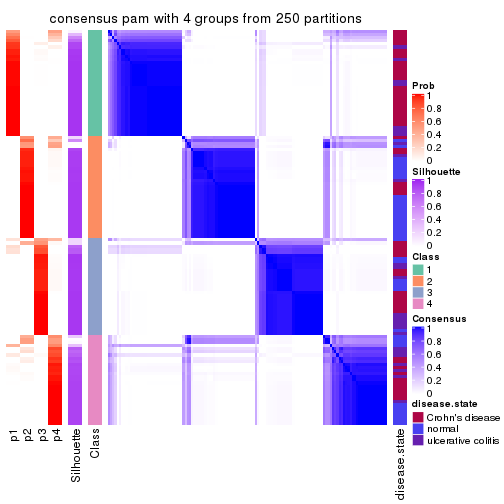 consensus pam with 4 groups from 250 partitions
Prob
1
0.8
0.6
0.4
0.2
0
Silhouette
1
0.8
0.6
0.4
0.2
0
Class
1
2
3
4
Consensus
1
0.8
0.6
0.4
0.2
0
disease.state
Crohn's disease
normal
ulcerative colitis
p1
p2
p3
p4
Silhouette
Class
disease.state